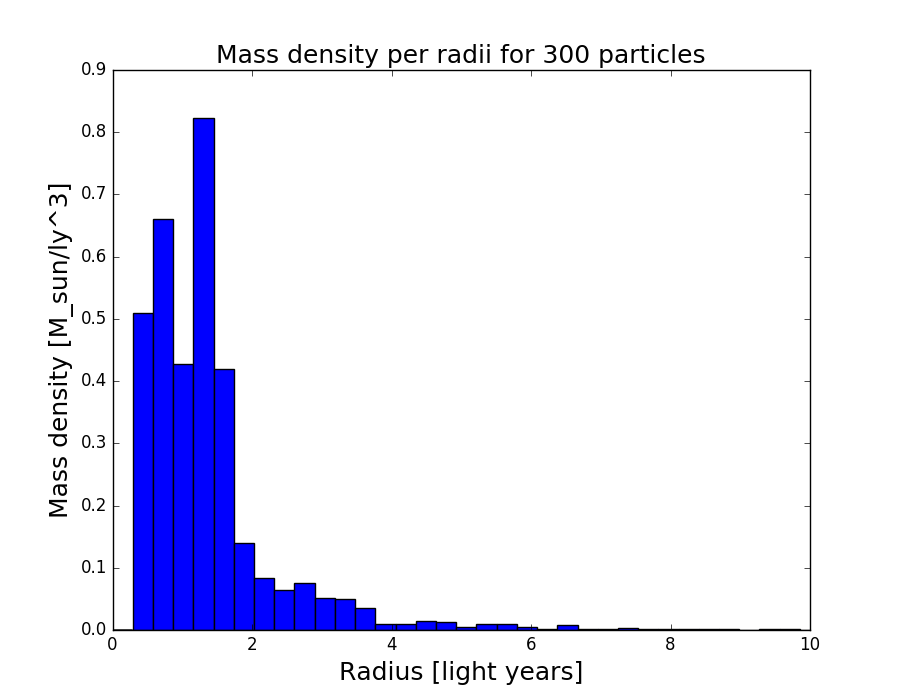 Mass density per radii for 300 particles
Mass density [M_sun/ly^3]
0.9
0.8
0.7
0.6
0.5
0.4
0.3
0.2
0.1
0.0
0 2 4 6 8 10
Radius [light years]